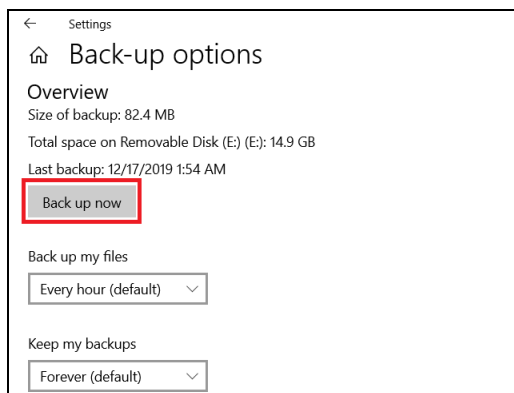 Settings
Back-up options
Overview
Size of backup: 82.4 MB
Total space on Removable Disk (E:) (E:): 14.9 GB
Last backup: 12/17/2019 1:54 AM
Back up now
Back up my files
Every hour (default)
Keep my backups
Forever (default)